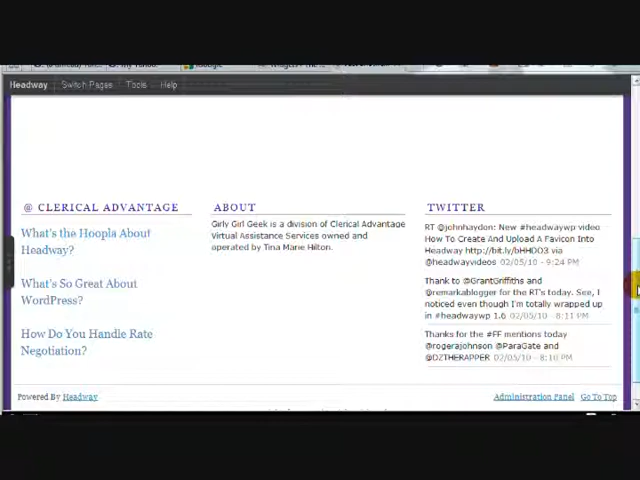 My Yahoo!
iGoogle
Headway
Switch Pages
Tools
Help
@ CLERICAL ADVANTAGE
What's the Hoopla About
Headway?
What's So Great About
WordPress?
How Do You Handle Rate
Negotiation?
ABOUT
Girly Girl Geek is a division of Clerical Advantage
Virtual Assistance Services owned and
operated by Tina Marie Hilton.
TWITTER
RT @johnhaydon: New #headwaywp video
How To Create And Upload A Favicon Into
Headway http://bit.ly/bHHDO3 via
@headwayvideos 02/05/10 - 9:24 PM
Thank to @GrantGriffiths and
@remarkablogger for the RT's today. See, I
noticed even though I'm totally wrapped up
in #headwaywp 1.6 02/05/10 - 8:11 PM
Thanks for the #FF mentions today
@rogerajohnson @ParaGate and
@DZTHERAPPER 02/05/10 - 8:10 PM
Powered By Headway
Administration Panel
Go To Top